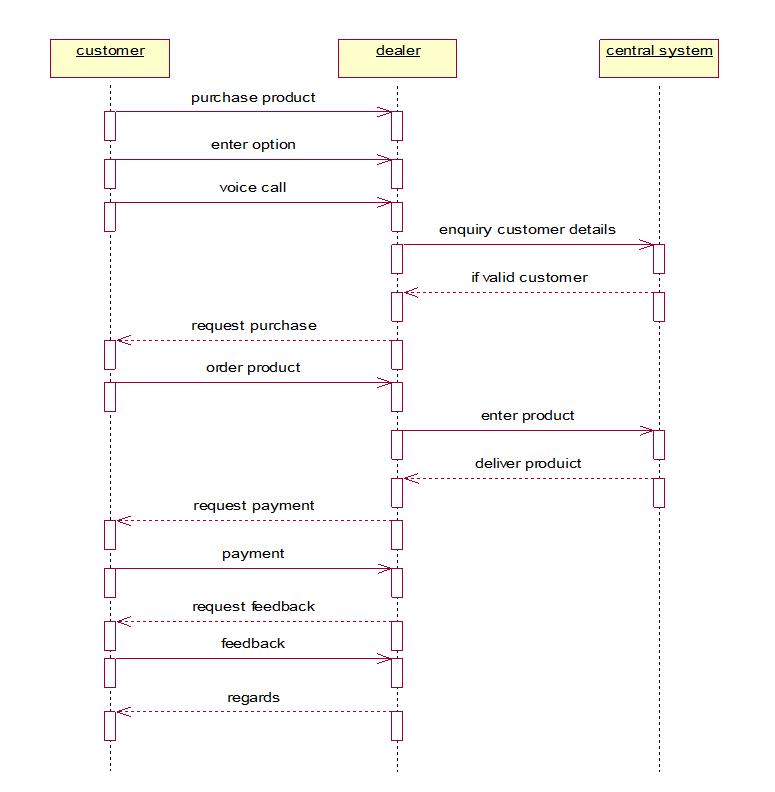 customer
dealer
central system
purchase product
enter option
voice call
enquiry customer details
if valid customer
request purchase
order product
enter product
deliver produict
request payment
payment
request feedback
feedback
regards